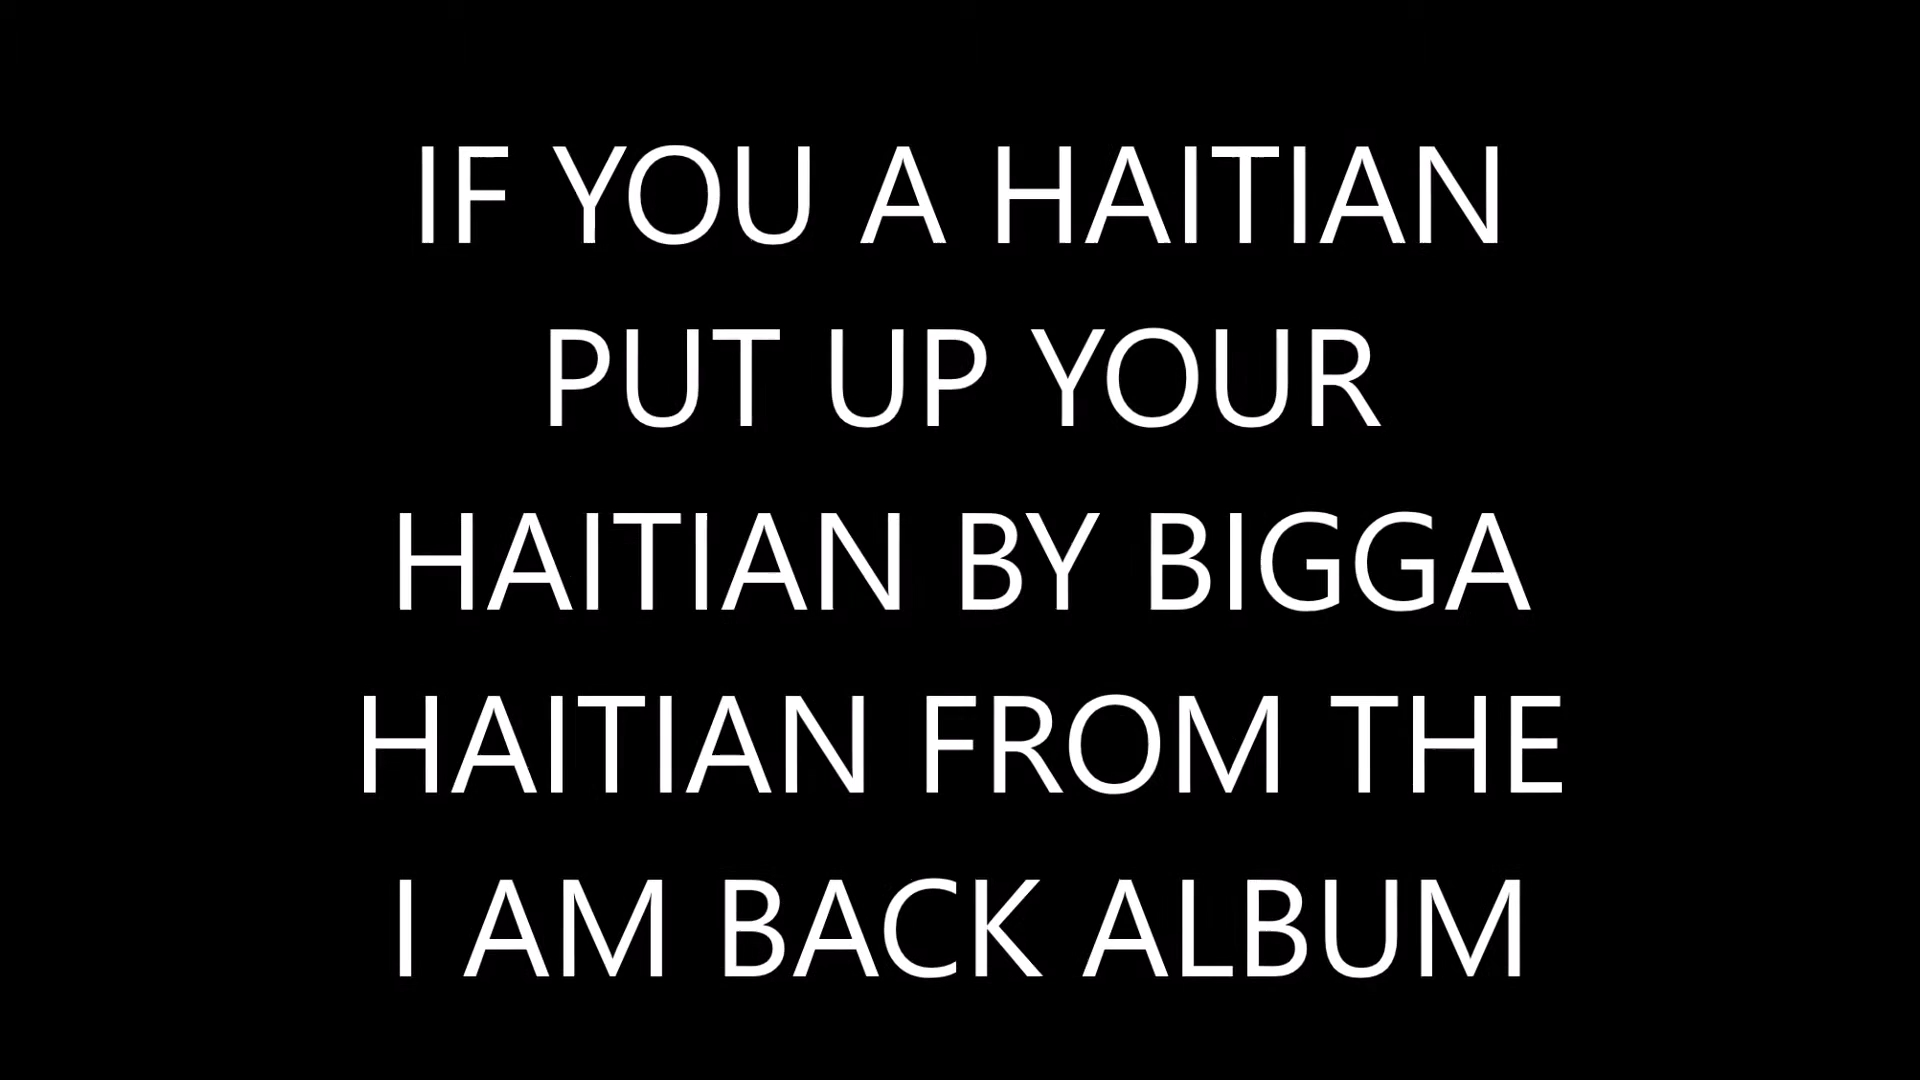 IF YOU A HAITIAN
PUT UP YOUR
HAITIAN BY BIGGA
HAITIAN FROM THE
I AM BACK ALBUM